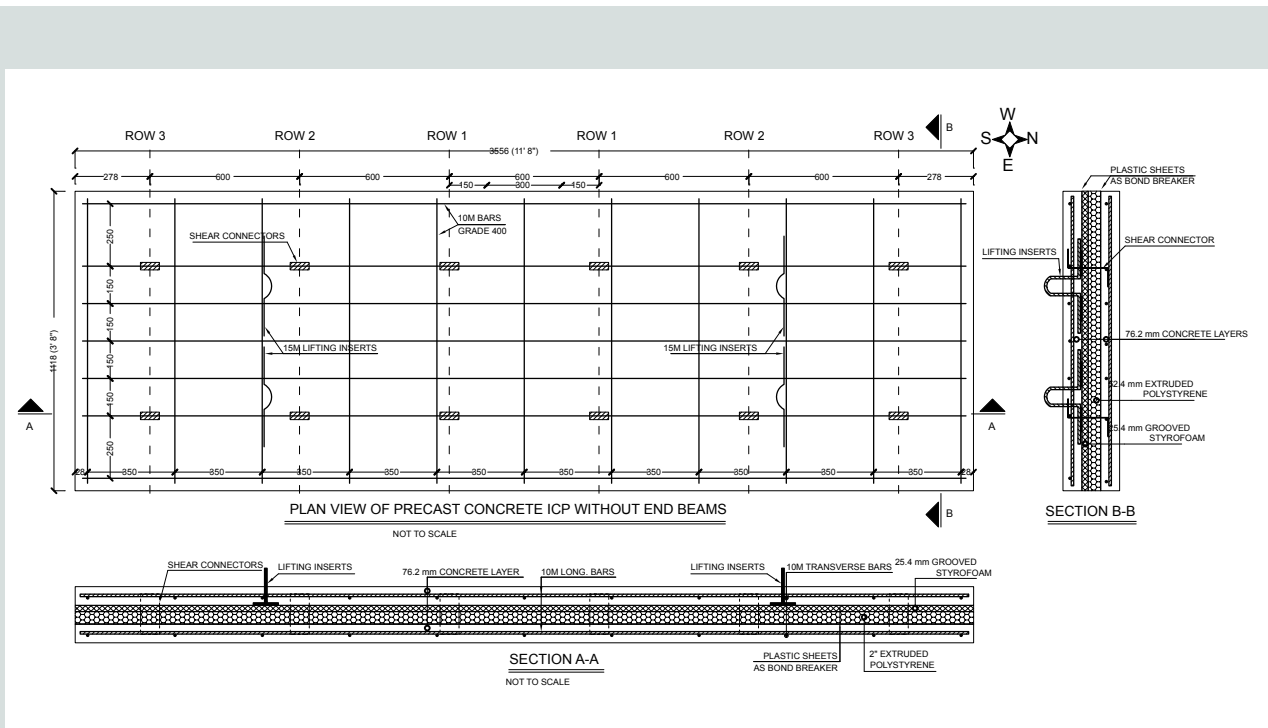 ROW 3
ROW 2
ROW 1
ROW 1
ROW 2
ROW 3
B
W
S
N
E
3556 (11' 8")
278
600
600
600
600
600
278
150
300
150
10M BARS
GRADE 400
SHEAR CONNECTORS
250
150
150
150
150
250
1118 (3' 8")
15M LIFTING INSERTS
15M LIFTING INSERTS
A
A
28
350
350
350
350
350
350
350
350
350
350
28
B
PLAN VIEW OF PRECAST CONCRETE ICP WITHOUT END BEAMS
NOT TO SCALE
PLASTIC SHEETS
AS BOND BREAKER
LIFTING INSERTS
SHEAR CONNECTOR
76.2 mm CONCRETE LAYERS
52.4 mm EXTRUDED
POLYSTYRENE
25.4 mm GROOVED
STYROFOAM
SECTION B-B
SHEAR CONNECTORS
LIFTING INSERTS
76.2 mm CONCRETE LAYER
10M LONG. BARS
LIFTING INSERTS
10M TRANSVERSE BARS
25.4 mm GROOVED
STYROFOAM
PLASTIC SHEETS
AS BOND BREAKER
2" EXTRUDED
POLYSTYRENE
SECTION A-A
NOT TO SCALE